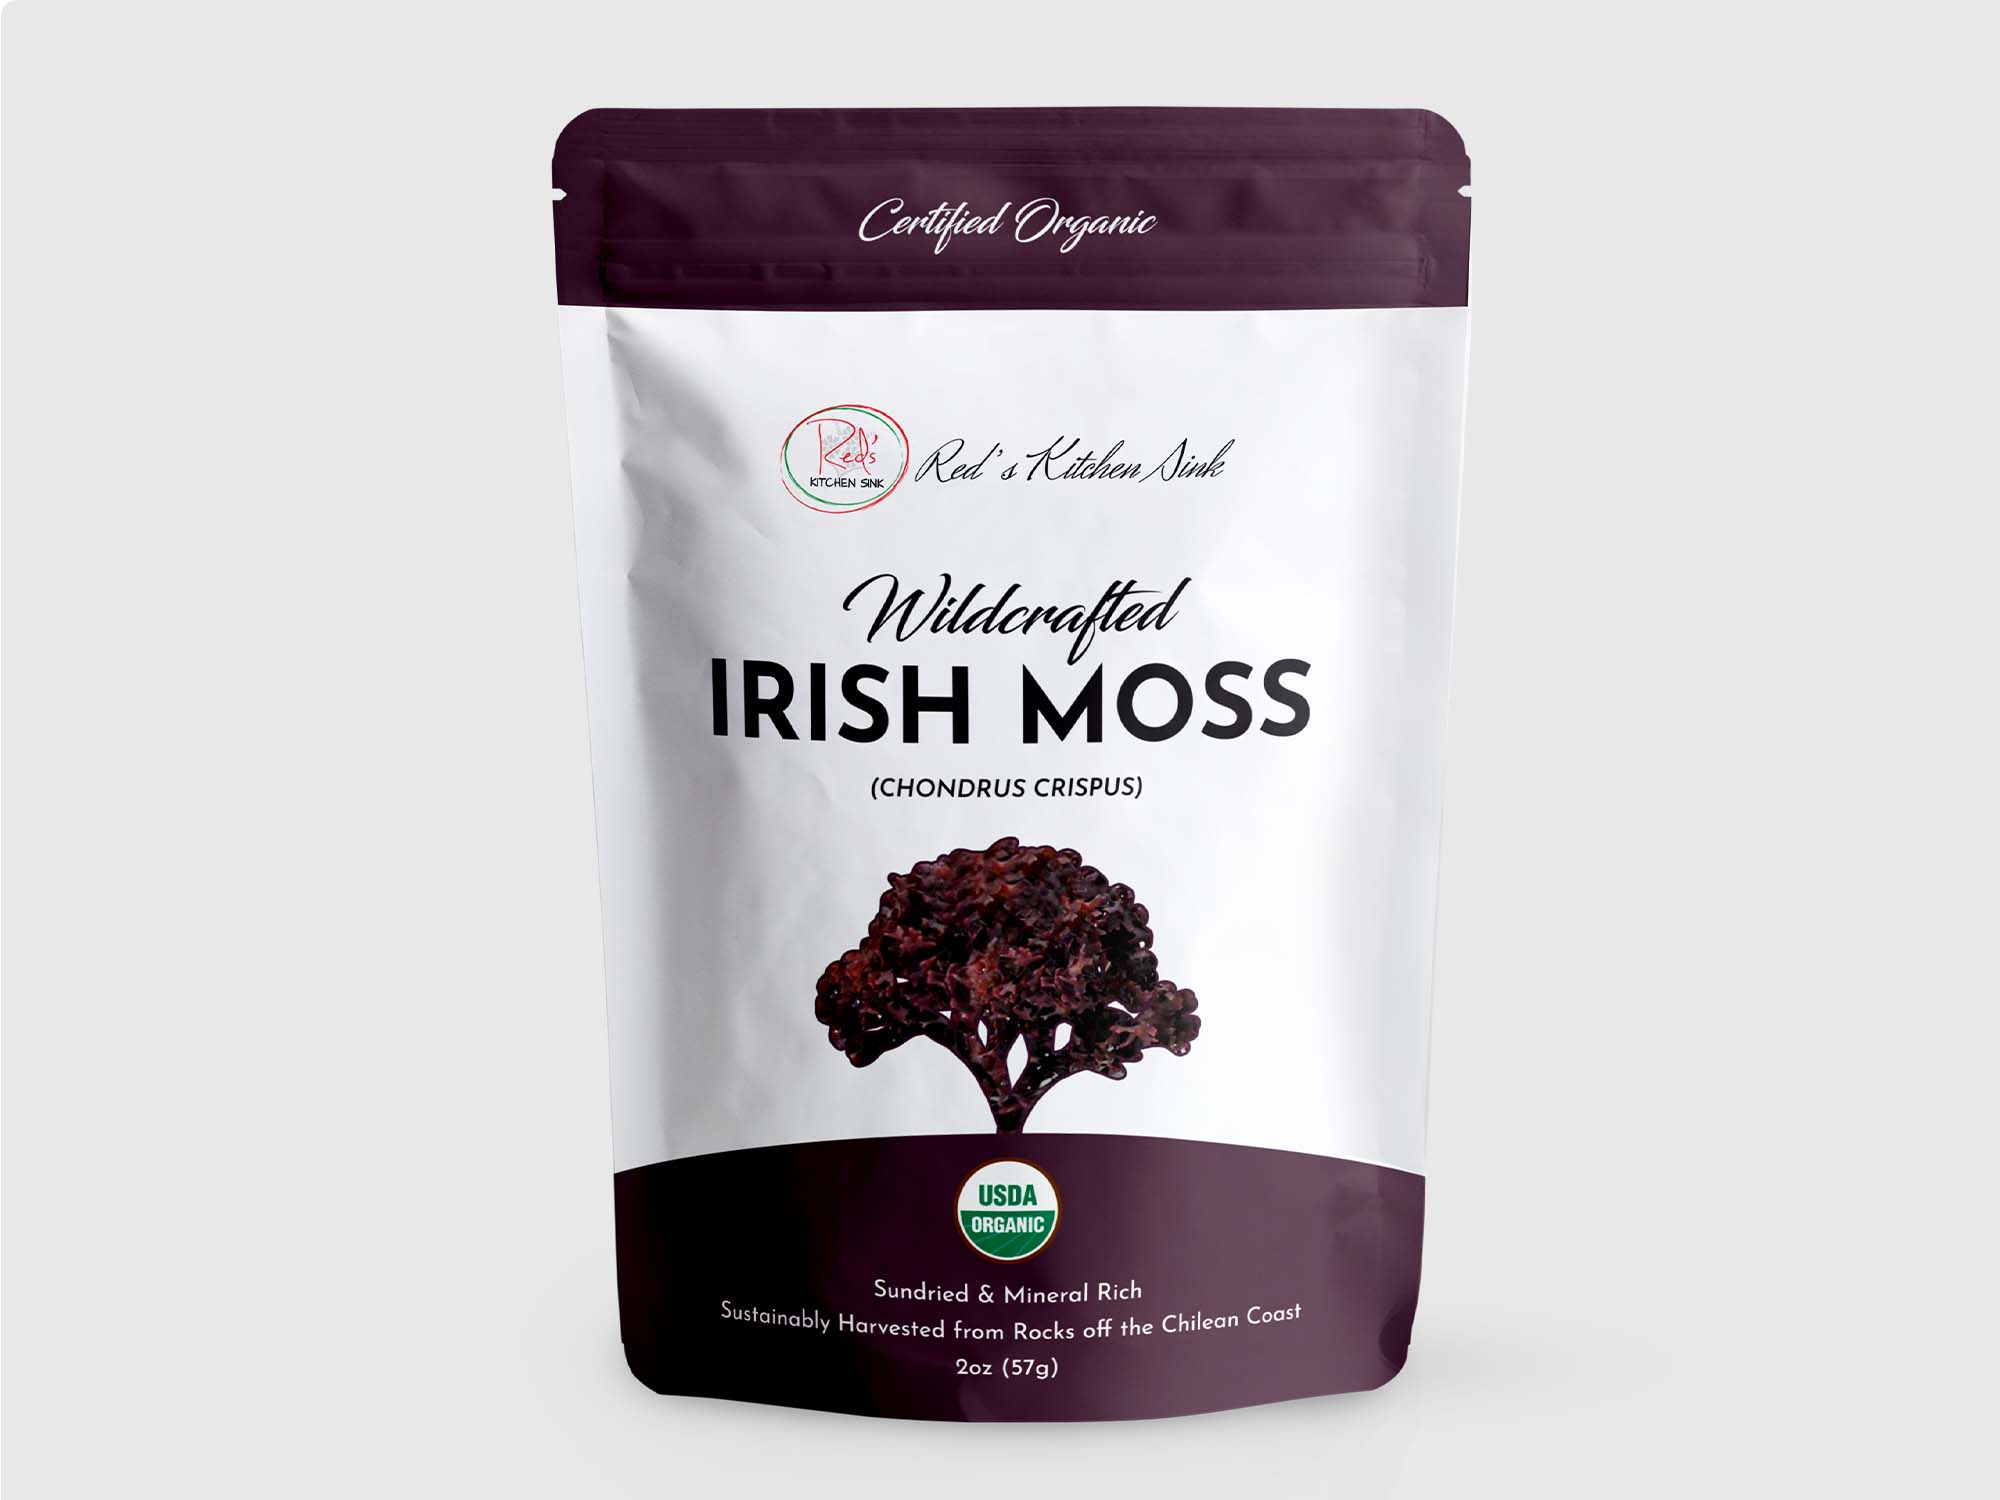 Certified Organic
Red's
KITCHEN SINK
Red's Kitchen Sink
Wildcrafted
IRISH MOSS
(CHONDRUS CRISPUS)
USDA
ORGANIC
Sundried & Mineral Rich
Sustainably Harvested from Rocks off the Chilean Coast
2oz (57g)